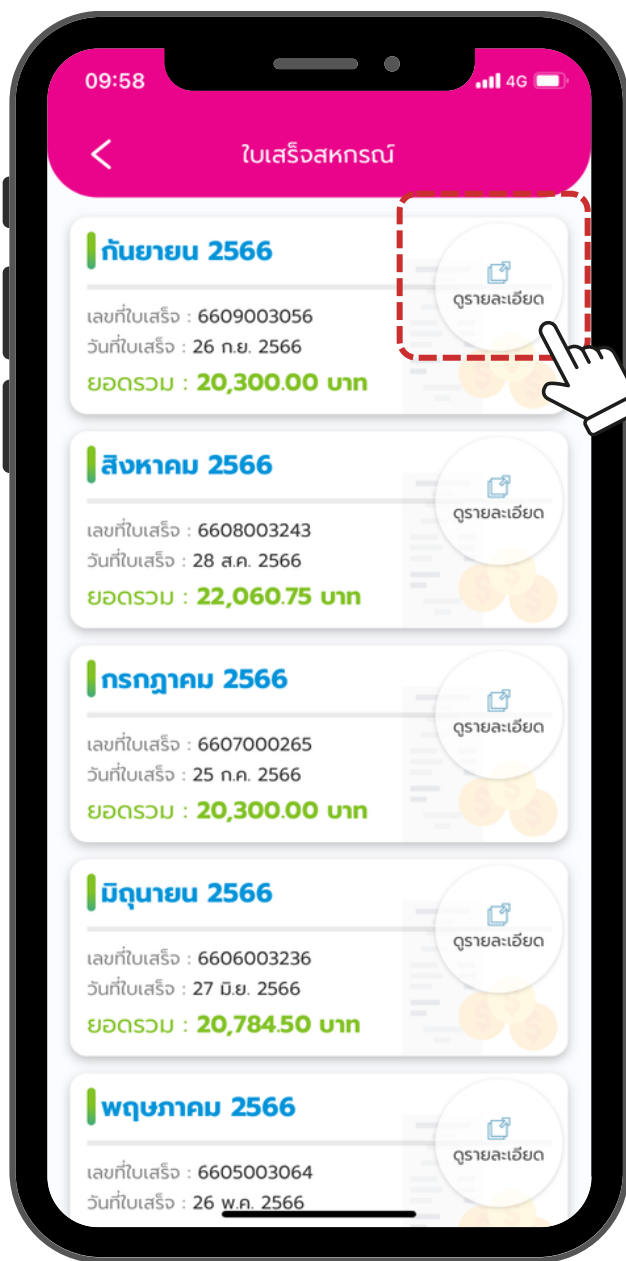 09:58
4G
ใบเสร็จสหกรณ์
กันยายน 2566
ดูรายละเอียด
เลขที่ใบเสร็จ : 6609003056
วันที่ใบเสร็จ : 26 ก.ย. 2566
ยอดรวม : 20,300.00 บาท
สิงหาคม 2566
ดูรายละเอียด
เลขที่ใบเสร็จ : 6608003243
วันที่ใบเสร็จ : 28 ส.ค. 2566
ยอดรวม : 22,060.75 บาท
กรกฎาคม 2566
ดูรายละเอียด
เลขที่ใบเสร็จ : 6607000265
วันที่ใบเสร็จ : 25 ก.ค. 2566
ยอดรวม : 20,300.00 บาท
มิถุนายน 2566
ดูรายละเอียด
เลขที่ใบเสร็จ : 6606003236
วันที่ใบเสร็จ : 27 มิ.ย. 2566
ยอดรวม : 20,784.50 บาท
พฤษภาคม 2566
ดูรายละเอียด
เลขที่ใบเสร็จ : 6605003064
วันที่ใบเสร็จ : 26 พ.ค. 2566